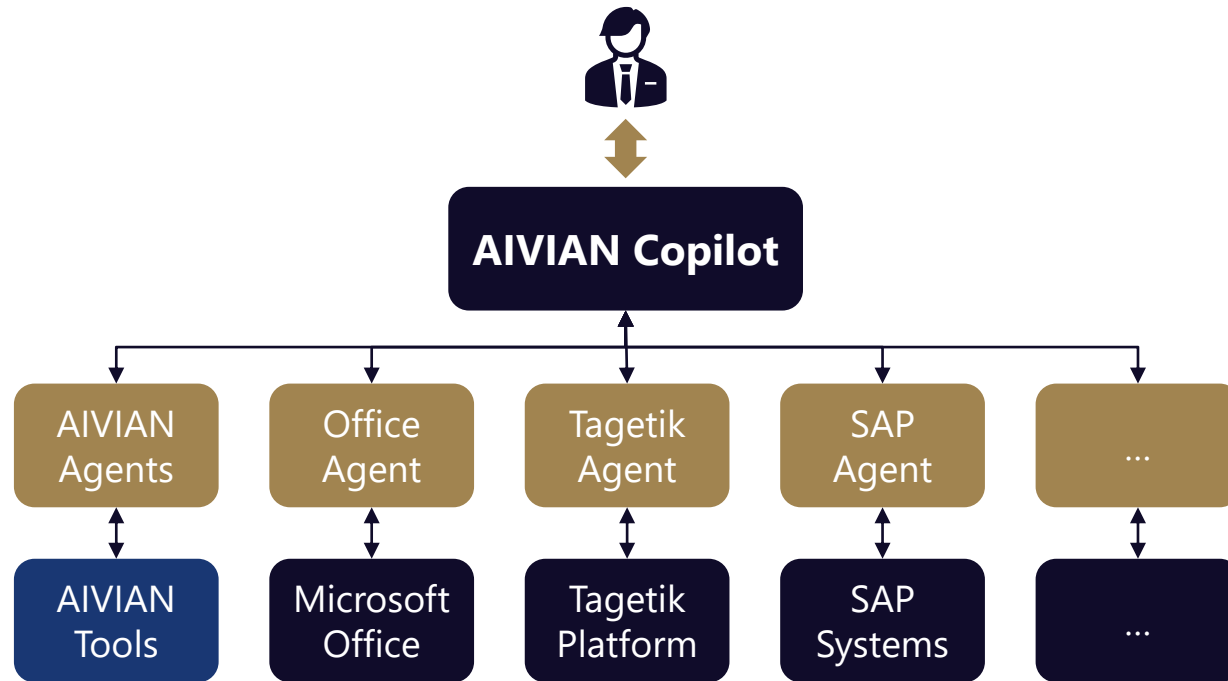 AIVIAN Copilot
AIVIAN
Agents
Office
Agent
Tagetik
Agent
SAP
Agent
...
AIVIAN
Tools
Microsoft
Office
Tagetik
Platform
SAP
Systems
...